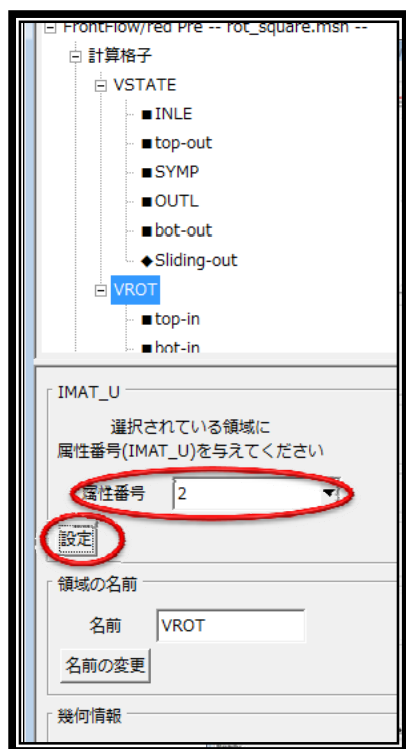 FrontFlow/red Pre -- rot_square.msh --
計算格子
VSTATE
INLE
top-out
SYMP
OUTL
bot-out
Sliding-out
VROT
top-in
bot-in
IMAT_U
選択されている領域に
属性番号(IMAT_U)を与えてください
属性番号 2
設定
領域の名前
名前 VROT
名前の変更
幾何情報